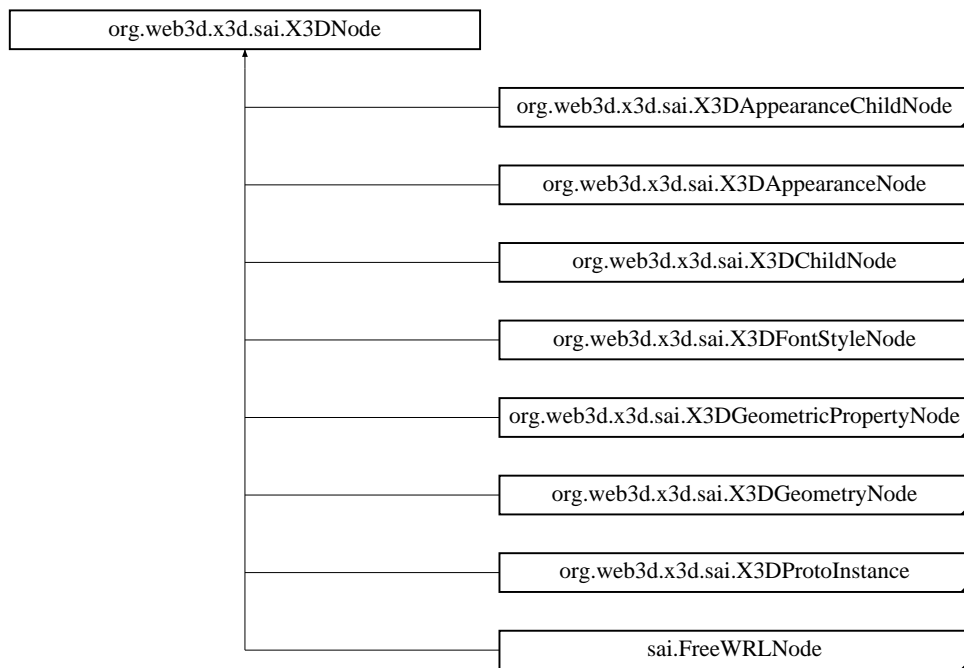 org.web3d.x3d.sai.X3DNode
org.web3d.x3d.sai.X3DAppearanceChildNode
org.web3d.x3d.sai.X3DAppearanceNode
org.web3d.x3d.sai.X3DChildNode
org.web3d.x3d.sai.X3DFontStyleNode
org.web3d.x3d.sai.X3DGeometricPropertyNode
org.web3d.x3d.sai.X3DGeometryNode
org.web3d.x3d.sai.X3DProtoInstance
sai.FreeWRLNode